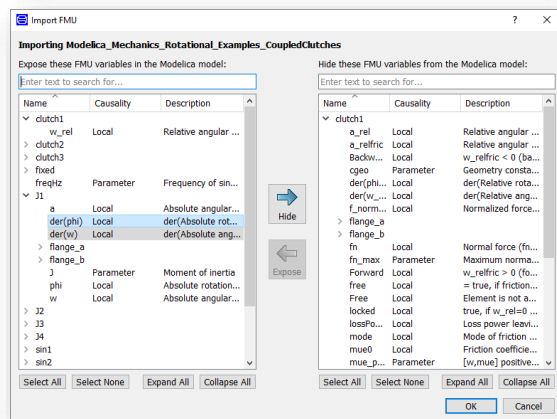 Import FMU
Importing Modelica_Mechanics_Rotational_Examples_CoupledClutches
Expose these FMU variables in the Modelica model:
Enter text to search for...
Name Causality Description
clutch1
w_rel Local Relative angular ...
clutch2
clutch3
fixed
freqHz Parameter Frequency of sin...
J1
a Local Absolute angular...
der(phi) Local der(Absolute rot...
der(w) Local der(Absolute ang...
flange_a
flange_b
J Parameter Moment of inertia
phi Local Absolute rotation...
w Local Absolute angular...
J2
J3
J4
sin1
sin2
Select All Select None Expand All Collapse All
Hide
Expose
Hide these FMU variables from the Modelica model:
Enter text to search for...
Name Causality Description
clutch1
a_rel Local Relative angular ...
a_relfric Local Relative angular ...
Backw... Local w_relfric < 0 (ba...
cgeo Parameter Geometry consta...
der(phi... Local der(Relative rota...
der(w_... Local der(Relative ang...
f_norm... Local Normalized force...
flange_a
flange_b
fn Local Normal force (fn...
fn_max Parameter Maximum norma...
Forward Local w_relfric > 0 (fo...
free Local = true, if friction...
Free Local Element is not a...
locked Local true, if w_rel=0 ...
lossPo... Local Loss power leavi...
mode Local Mode of friction ...
mue0 Local Friction coefficie...
mue_p... Parameter [w,mue] positive...
Select All Select None Expand All Collapse All
OK Cancel